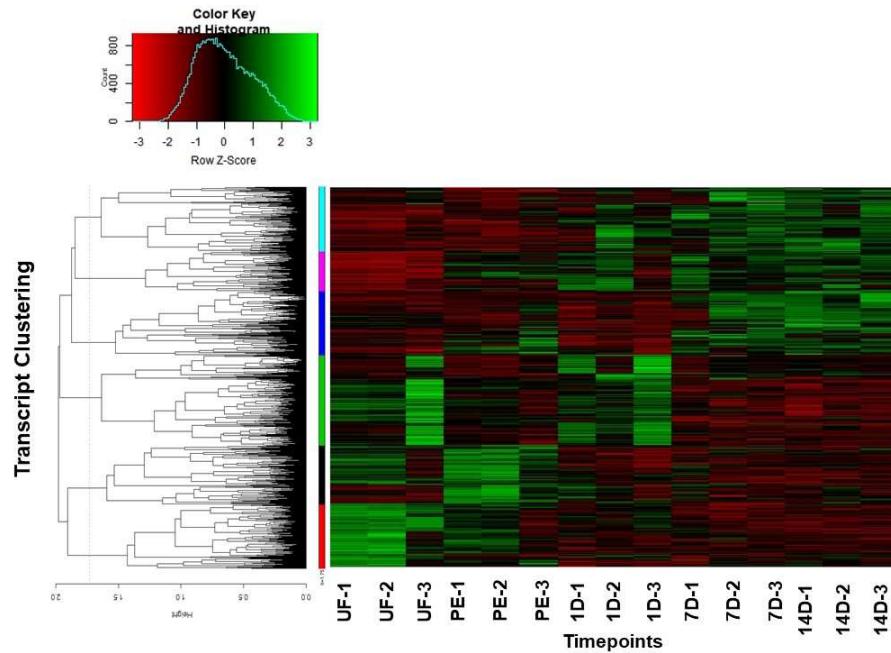 Color Key
and Histogram
Count
0 400 800
-3 -2 -1 0 1 2 3
Row Z-Score
Transcript Clustering
2.0 1.5 1.0 0.5 0.0
Height
UF-1 UF-2 UF-3 PE-1 PE-2 PE-3 1D-1 1D-2 1D-3 7D-1 7D-2 7D-3 14D-1 14D-2 14D-3
Timepoints